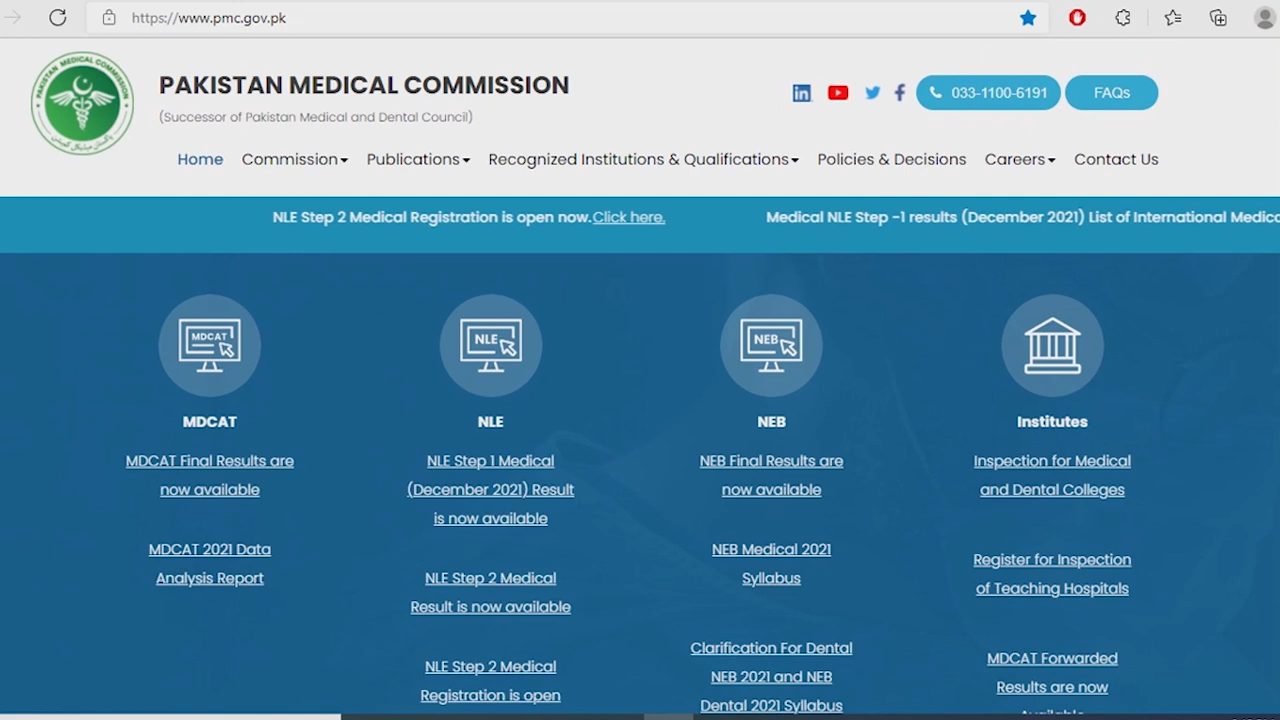 https://www.pmc.gov.pk
PAKISTAN MEDICAL COMMISSION
PAKISTAN MEDICAL COMMISSION
(Successor of Pakistan Medical and Dental Council)
033-1100-6191
FAQs
Home
Commission
Publications
Recognized Institutions & Qualifications
Policies & Decisions
Careers
Contact Us
NLE Step 2 Medical Registration is open now.Click here.
Medical NLE Step -1 results (December 2021) List of International
MDCAT
MDCAT
MDCAT Final Results are
now available
MDCAT 2021 Data
Analysis Report
NLE
NLE
NLE Step 1 Medical
(December 2021) Result
is now available
NLE Step 2 Medical
Result is now available
NLE Step 2 Medical
Registration is open
NEB
NEB
NEB Final Results are
now available
NEB Medical 2021
Syllabus
Clarification For Dental
NEB 2021 and NEB
Dental 2021 Syllabus
Institutes
Inspection for Medical
and Dental Colleges
Register for Inspection
of Teaching Hospitals
MDCAT Forwarded
Results are now